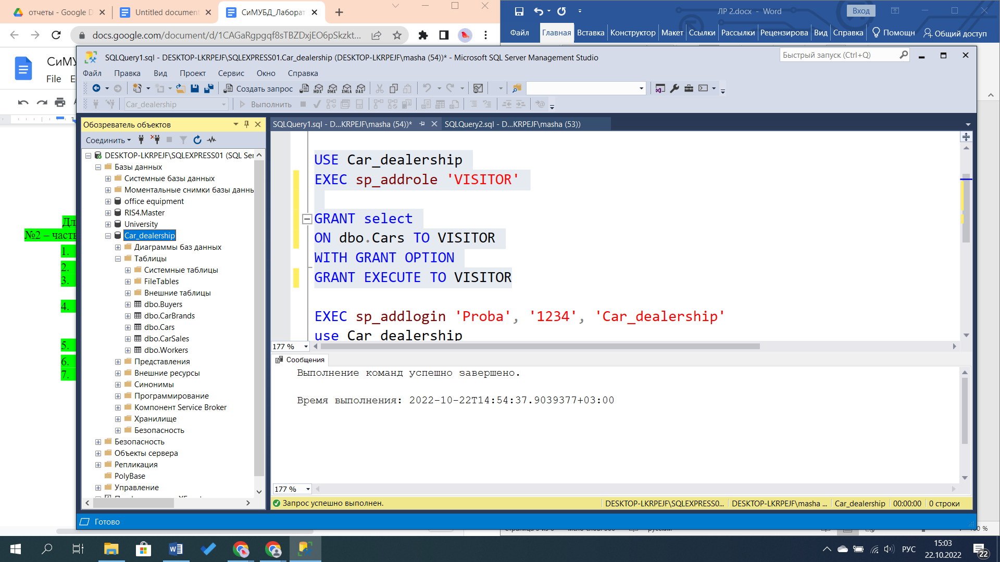 отчеты - Google D
Untitled document
СиМУБД_Лаборат
docs.google.com/document/d/1CAGaRgpgqf8sTBZDxjEO6pSkzkt...
ЛР 2.docx - Word
Вход
Файл Главная Вставка Конструктор Макет Ссылки Рассылки Рецензирова Вид Справка Помощн Общий доступ
СиМУ
File
SQLQuery1.sql - DESKTOP-LKRPEJF\SQLEXPRESS01.Car_dealership (DESKTOP-LKRPEJF\masha (54))* - Microsoft SQL Server Management Studio
Быстрый запуск (Ctrl+Q)
Файл Правка Вид Проект Сервис Окно Справка
Создать запрос MDX DMX XMLA DAX
Car_dealership Выполнить
Обозреватель объектов
Соединить
DESKTOP-LKRPEJF\SQLEXPRESS01 (SQL Ser
Базы данных
Системные базы данных
Моментальные снимки базы даннь
office equipment
RIS4.Master
University
Car_dealership
Диаграммы баз данных
Таблицы
Системные таблицы
FileTables
Внешние таблицы
dbo.Buyers
dbo.CarBrands
dbo.Cars
dbo.CarSales
dbo.Workers
Представления
Внешние ресурсы
Синонимы
Программирование
Компонент Service Broker
Хранилище
Безопасность
Безопасность
Объекты сервера
Репликация
PolyBase
Управление
SQLQuery1.sql - D...KRPEJF\masha (54))*
SQLQuery2.sql - D...KRPEJF\masha (53))
USE Car_dealership
EXEC sp_addrole 'VISITOR'
GRANT select
ON dbo.Cars TO VISITOR
WITH GRANT OPTION
GRANT EXECUTE TO VISITOR
EXEC sp_addlogin 'Proba', '1234', 'Car_dealership'
use Car_dealership
177 %
Сообщения
Выполнение команд успешно завершено.
Время выполнения: 2022-10-22T14:54:37.9039377+03:00
177 %
Запрос успешно выполнен.
DESKTOP-LKRPEJF\SQLEXPRESS0... DESKTOP-LKRPEJF\masha ... Car_dealership 00:00:00 0 строки
Готово
Дл
№2 – часть
1.
2.
3.
4.
5.
6.
7.
РУС
15:03
22.10.2022
22